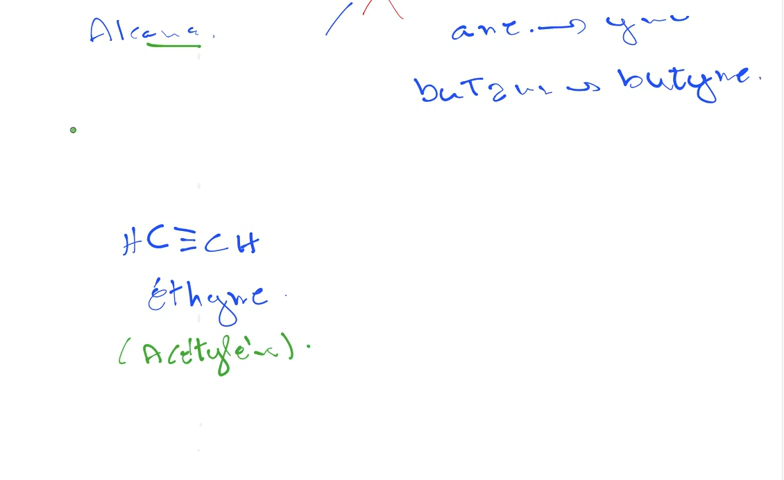 Alcane.
ane. → yne
butane → butyne.
HC≡CH
éthyne.
(Acétylène).